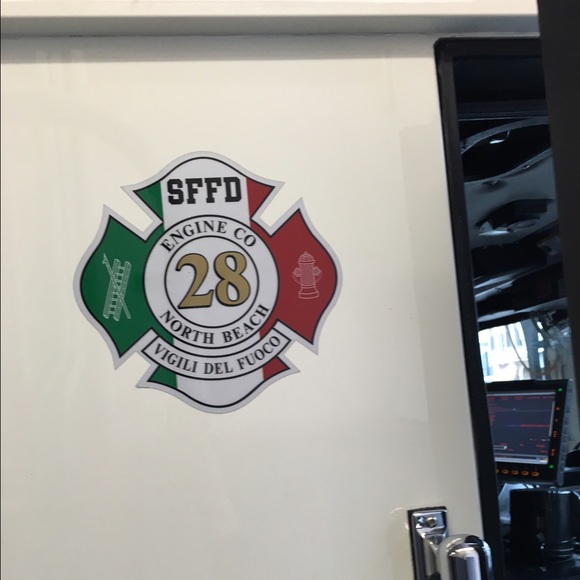 SFFD
ENGINE CO
28
NORTH BEACH
VIGILI DEL FUOCO